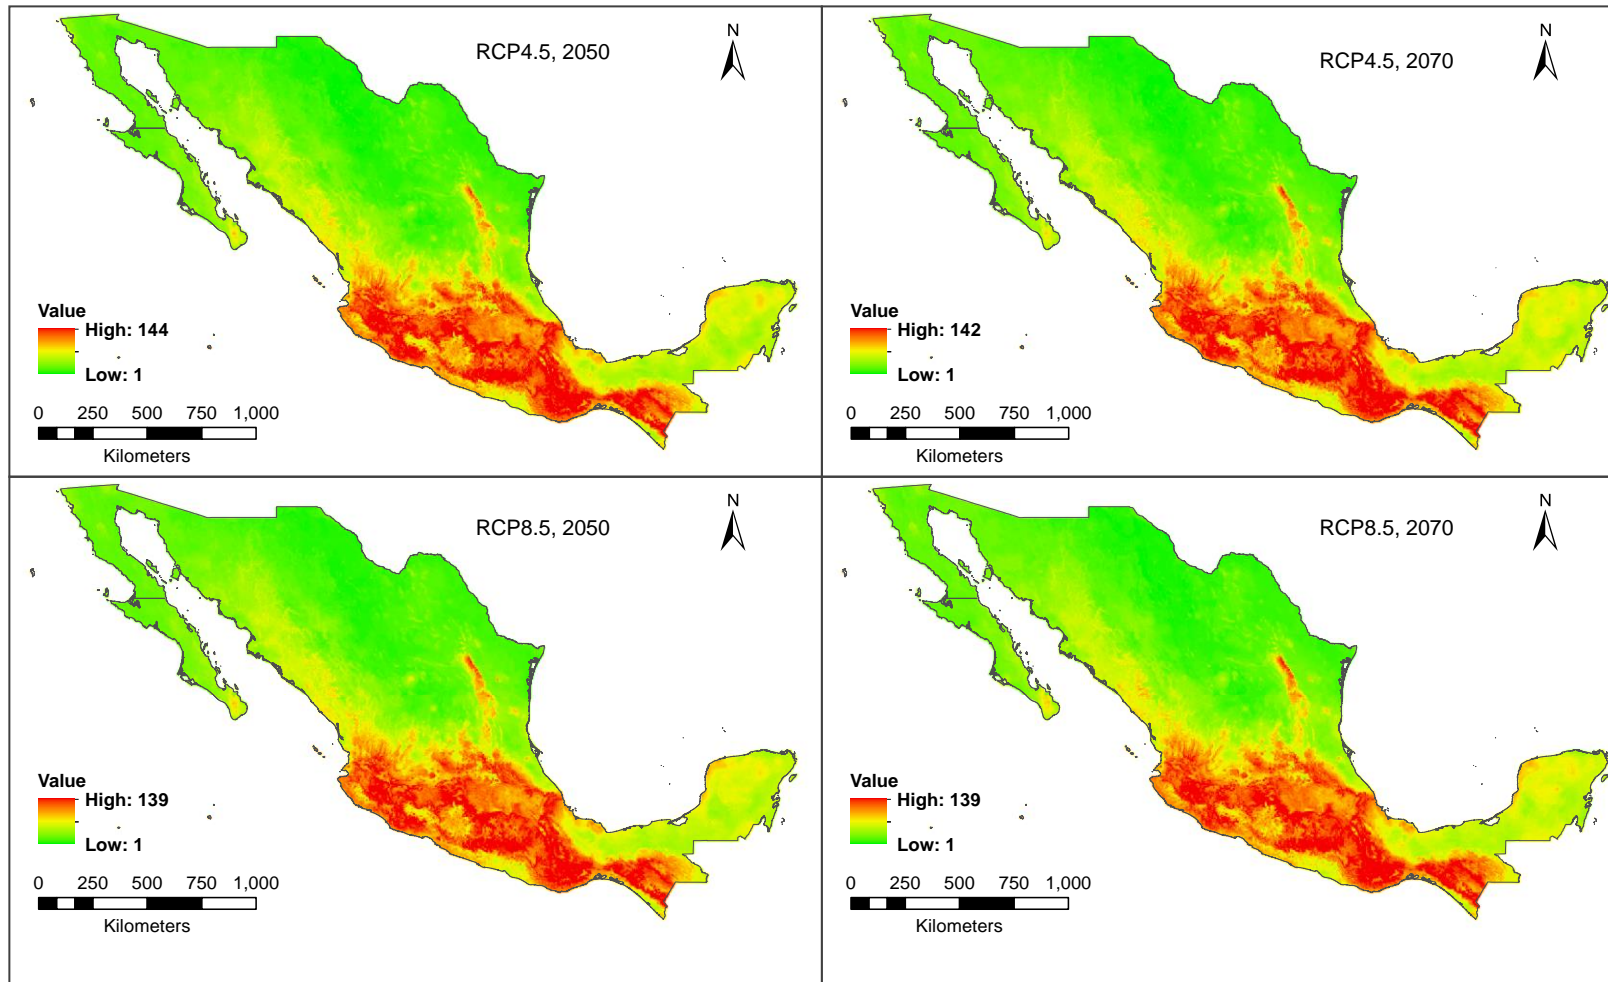 RCP4.5, 2050
N
Value
High: 144
Low: 1
0 250 500 750 1,000
Kilometers
RCP4.5, 2070
N
Value
High: 142
Low: 1
0 250 500 750 1,000
Kilometers
RCP8.5, 2050
N
Value
High: 139
Low: 1
0 250 500 750 1,000
Kilometers
RCP8.5, 2070
N
Value
High: 139
Low: 1
0 250 500 750 1,000
Kilometers